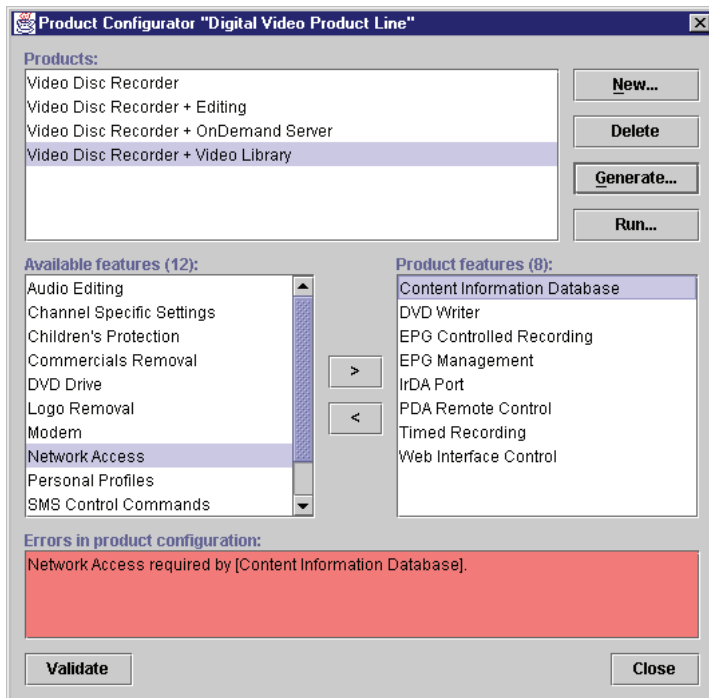 Product Configurator "Digital Video Product Line"
Products:
Video Disc Recorder
Video Disc Recorder + Editing
Video Disc Recorder + OnDemand Server
Video Disc Recorder + Video Library
New...
Delete
Generate...
Run...
Available features (12):
Audio Editing
Channel Specific Settings
Children's Protection
Commercials Removal
DVD Drive
Logo Removal
Modem
Network Access
Personal Profiles
SMS Control Commands
>
<
Product features (8):
Content Information Database
DVD Writer
EPG Controlled Recording
EPG Management
IrDA Port
PDA Remote Control
Timed Recording
Web Interface Control
Errors in product configuration:
Network Access required by [Content Information Database].
Validate
Close